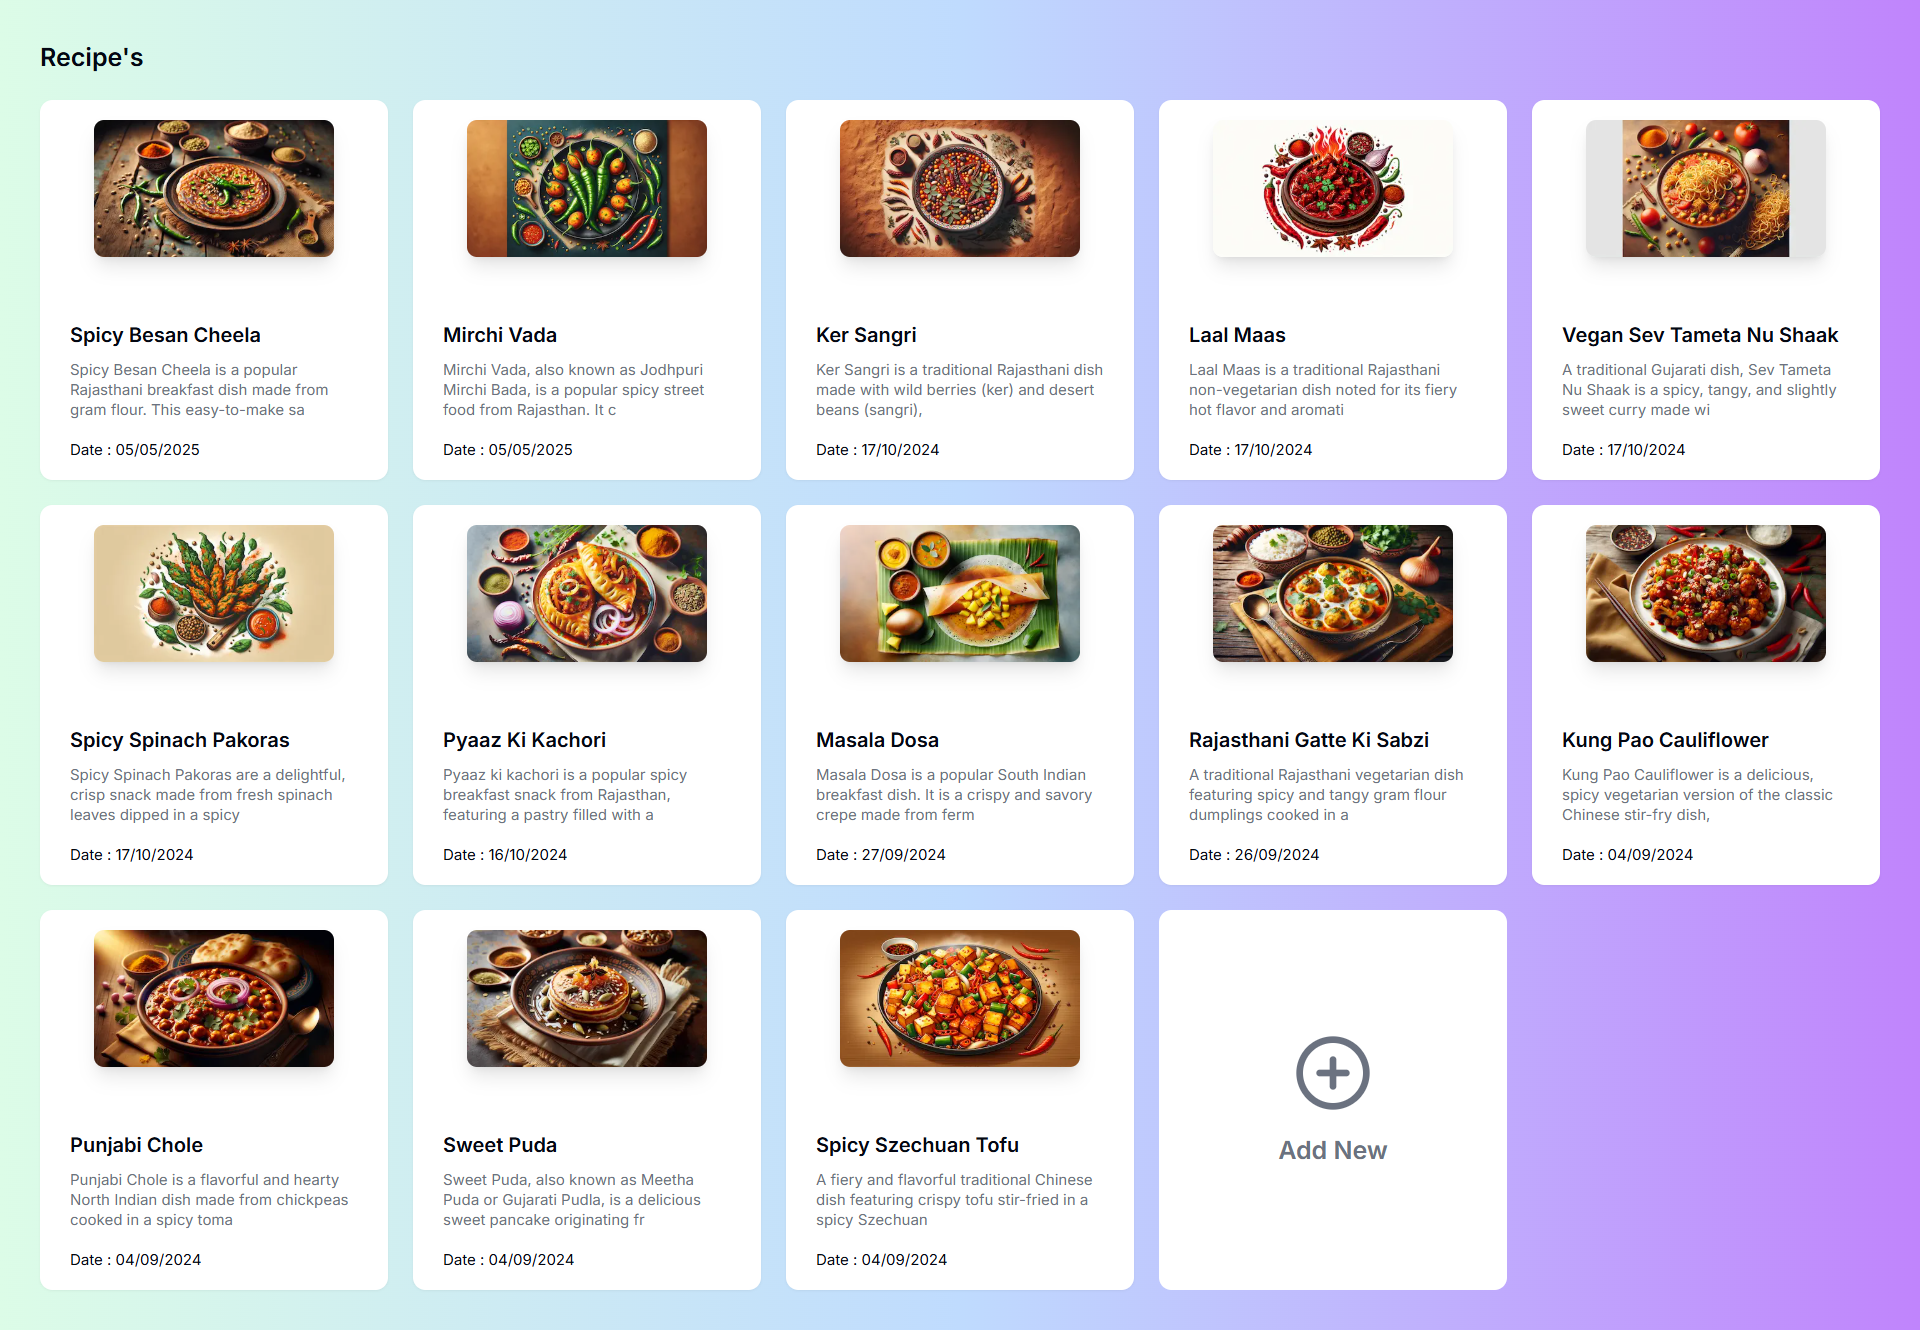 Recipe's
Spicy Besan Cheela
Spicy Besan Cheela is a popular
Rajasthani breakfast dish made from
gram flour. This easy-to-make sa
Date : 05/05/2025
Mirchi Vada
Mirchi Vada, also known as Jodhpuri
Mirchi Bada, is a popular spicy street
food from Rajasthan. It c
Date : 05/05/2025
Ker Sangri
Ker Sangri is a traditional Rajasthani dish
made with wild berries (ker) and desert
beans (sangri),
Date : 17/10/2024
Laal Maas
Laal Maas is a traditional Rajasthani
non-vegetarian dish noted for its fiery
hot flavor and aromati
Date : 17/10/2024
Vegan Sev Tameta Nu Shaak
A traditional Gujarati dish, Sev Tameta
Nu Shaak is a spicy, tangy, and slightly
sweet curry made wi
Date : 17/10/2024
Spicy Spinach Pakoras
Spicy Spinach Pakoras are a delightful,
crisp snack made from fresh spinach
leaves dipped in a spicy
Date : 17/10/2024
Pyaaz Ki Kachori
Pyaaz ki kachori is a popular spicy
breakfast snack from Rajasthan,
featuring a pastry filled with a
Date : 16/10/2024
Masala Dosa
Masala Dosa is a popular South Indian
breakfast dish. It is a crispy and savory
crepe made from ferm
Date : 27/09/2024
Rajasthani Gatte Ki Sabzi
A traditional Rajasthani vegetarian dish
featuring spicy and tangy gram flour
dumplings cooked in a
Date : 26/09/2024
Kung Pao Cauliflower
Kung Pao Cauliflower is a delicious,
spicy vegetarian version of the classic
Chinese stir-fry dish,
Date : 04/09/2024
Punjabi Chole
Punjabi Chole is a flavorful and hearty
North Indian dish made from chickpeas
cooked in a spicy toma
Date : 04/09/2024
Sweet Puda
Sweet Puda, also known as Meetha
Puda or Gujarati Pudla, is a delicious
sweet pancake originating fr
Date : 04/09/2024
Spicy Szechuan Tofu
A fiery and flavorful traditional Chinese
dish featuring crispy tofu stir-fried in a
spicy Szechuan
Date : 04/09/2024
Add New